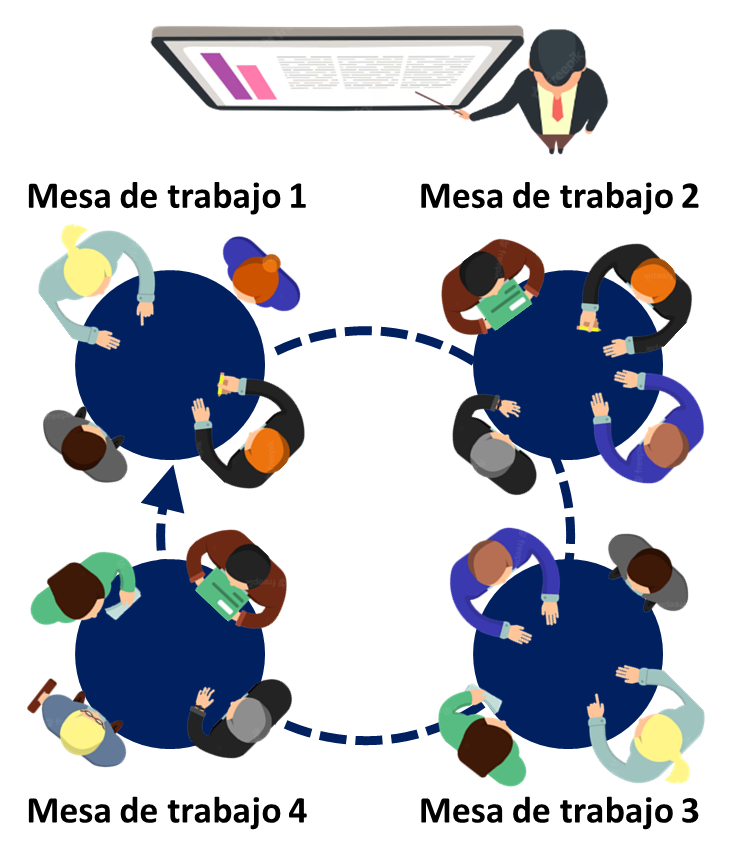 Mesa de trabajo 1
Mesa de trabajo 2
Mesa de trabajo 4
Mesa de trabajo 3